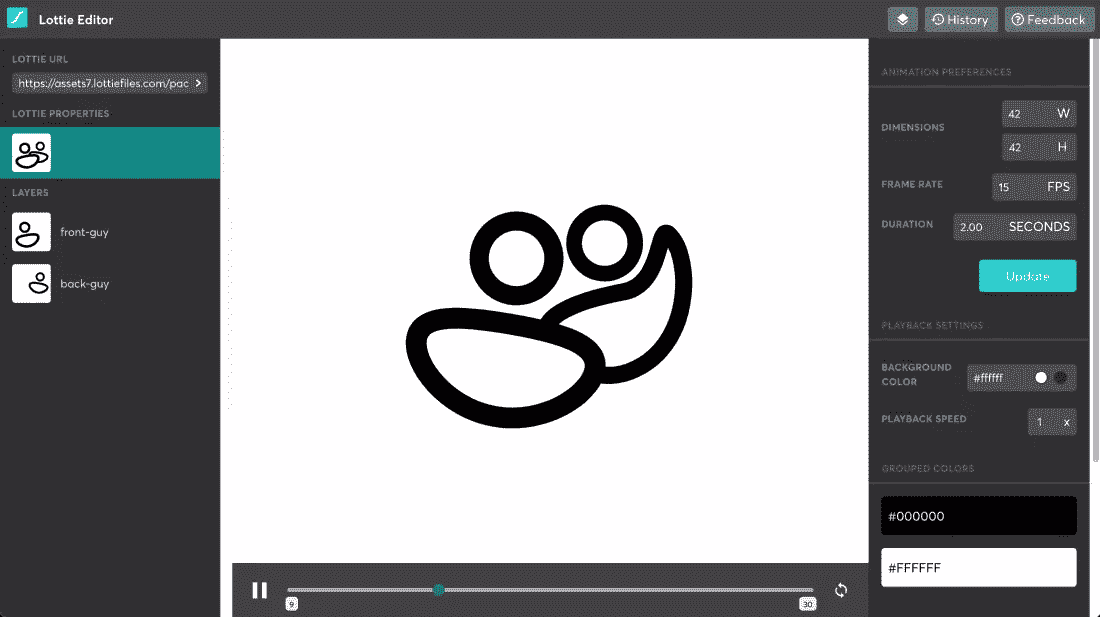 Lottie Editor
History
Feedback
LOTTIE URL
https://assets7.lottiefiles.com/pac
LOTTIE PROPERTIES
LAYERS
front-guy
back-guy
9
30
ANIMATION PREFERENCES
DIMENSIONS
42 W
42 H
FRAME RATE
15 FPS
DURATION
2.00 SECONDS
Update
PLAYBACK SETTINGS
BACKGROUND
COLOR
#ffffff
PLAYBACK SPEED
1 x
GROUPED COLORS
#000000
#FFFFFF